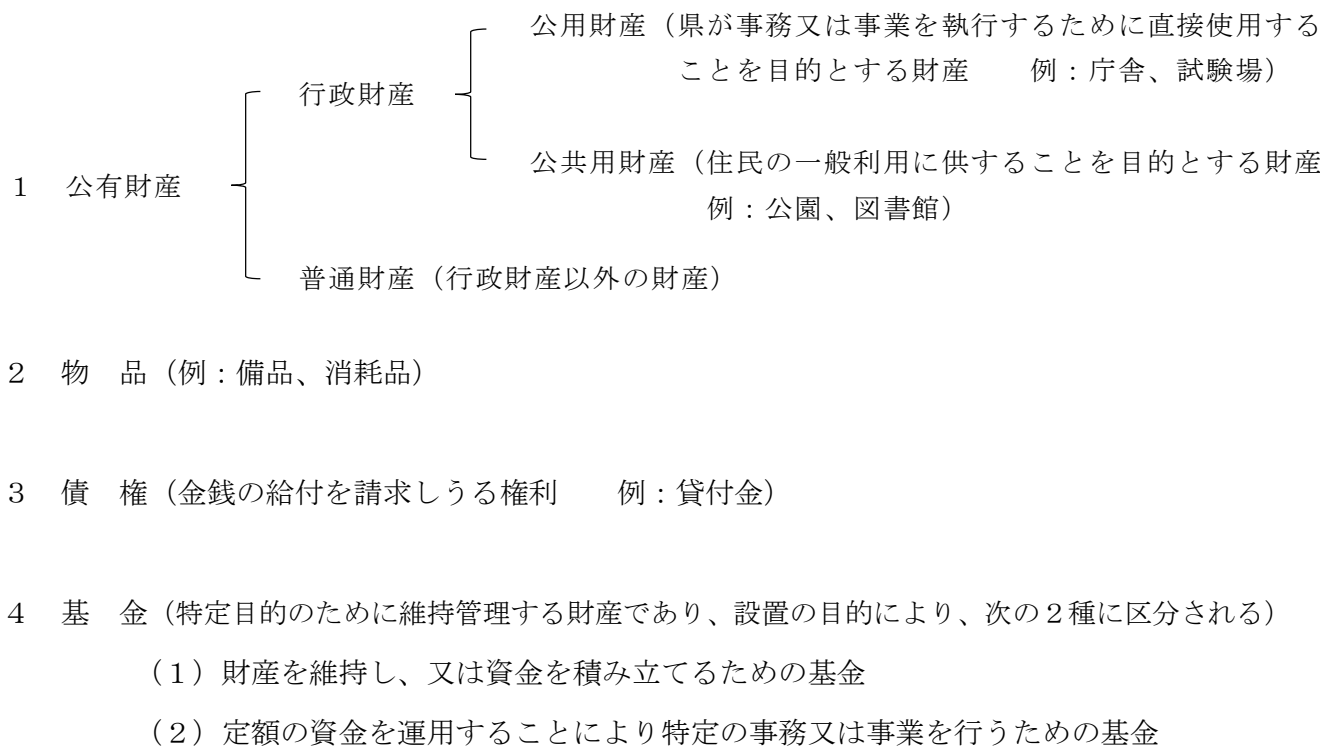 公用財産（県が事務又は事業を執行するために直接使用する
ことを目的とする財産　　例：庁舎、試験場）
行政財産
公共用財産（住民の一般利用に供することを目的とする財産
１　公有財産
例：公園、図書館）
普通財産（行政財産以外の財産）
２　物　品（例：備品、消耗品）
３　債　権（金銭の給付を請求しうる権利　　例：貸付金）
４　基　金（特定目的のために維持管理する財産であり、設置の目的により、次の２種に区分される）
（１）財産を維持し、又は資金を積み立てるための基金
（２）定額の資金を運用することにより特定の事務又は事業を行うための基金